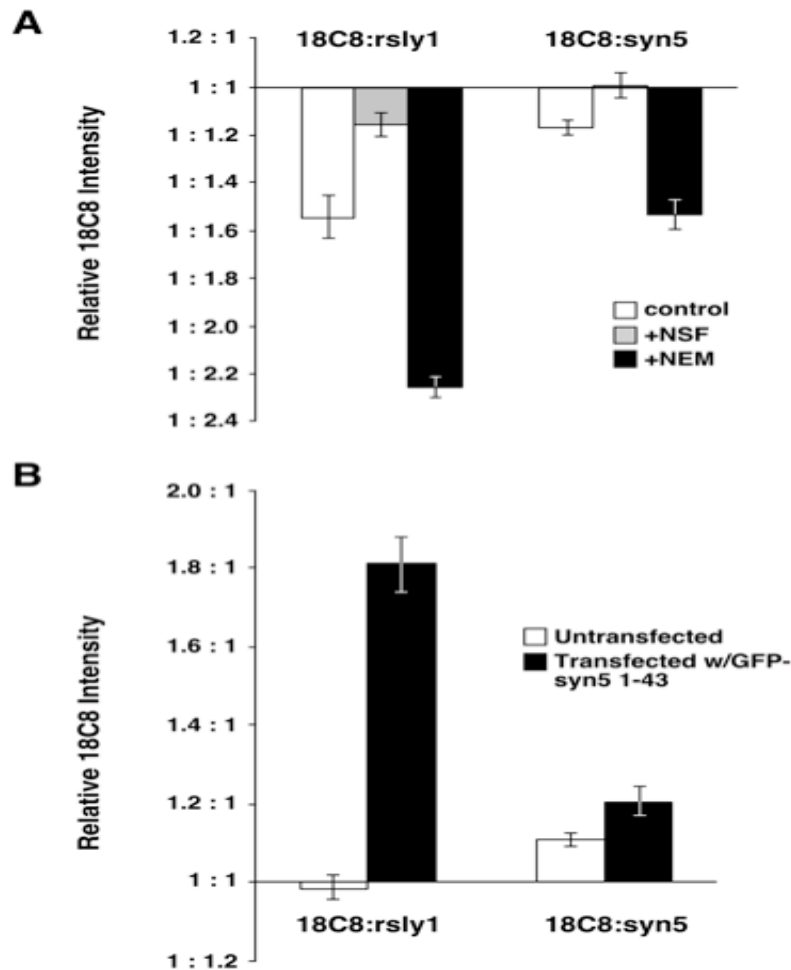 A
18C8:rsly1 18C8:syn5
Relative 18C8 Intensity
1.2 : 1
1 : 1
1 : 1.2
1 : 1.4
1 : 1.6
1 : 1.8
1 : 2.0
1 : 2.2
1 : 2.4
control
+NSF
+NEM
B
Relative 18C8 Intensity
2.0 : 1
1.8 : 1
1.6 : 1
1.4 : 1
1.2 : 1
1 : 1
1 : 1.2
Untransfected
Transfected w/GFP-
syn5 1-43
18C8:rsly1 18C8:syn5